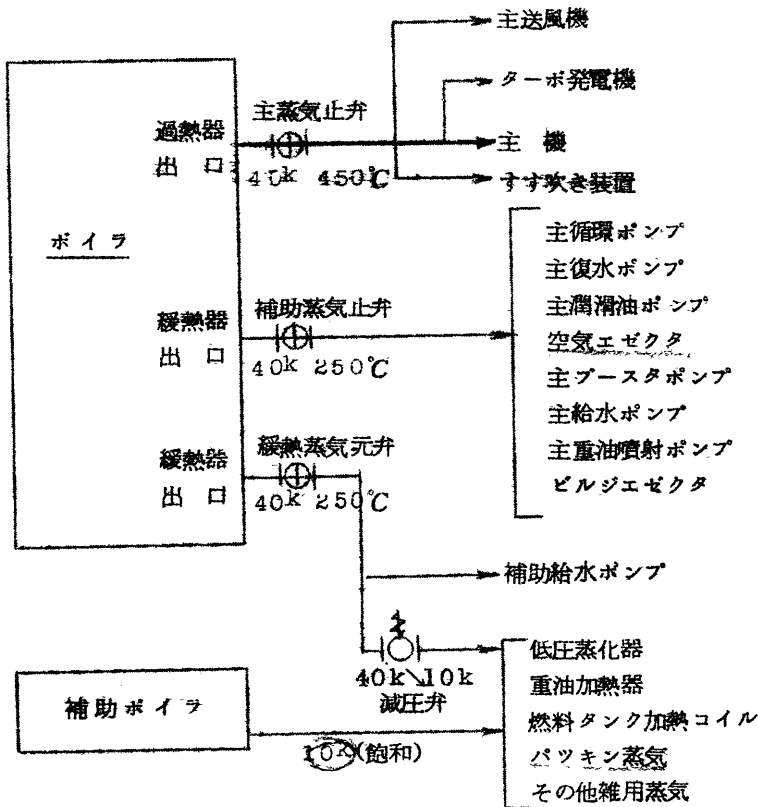 主送風機
ターボ発電機
主蒸気止弁
過熱器
出口
主機
40k 450℃
すす吹き装置
ボイラ
主循環ポンプ
主復水ポンプ
補助蒸気止弁
緩熱器
出口
主潤滑油ポンプ
空気エゼクタ
40k 250℃
主ブースタポンプ
主給水ポンプ
緩熱蒸気元弁
緩熱器
出口
主重油噴射ポンプ
ビルジエゼクタ
40k 250℃
補助給水ポンプ
低圧蒸化器
40k 10k
減圧弁
重油加熱器
補助ボイラ
燃料タンク加熱コイル
10k(飽和)
パツキン蒸気
その他雑用蒸気